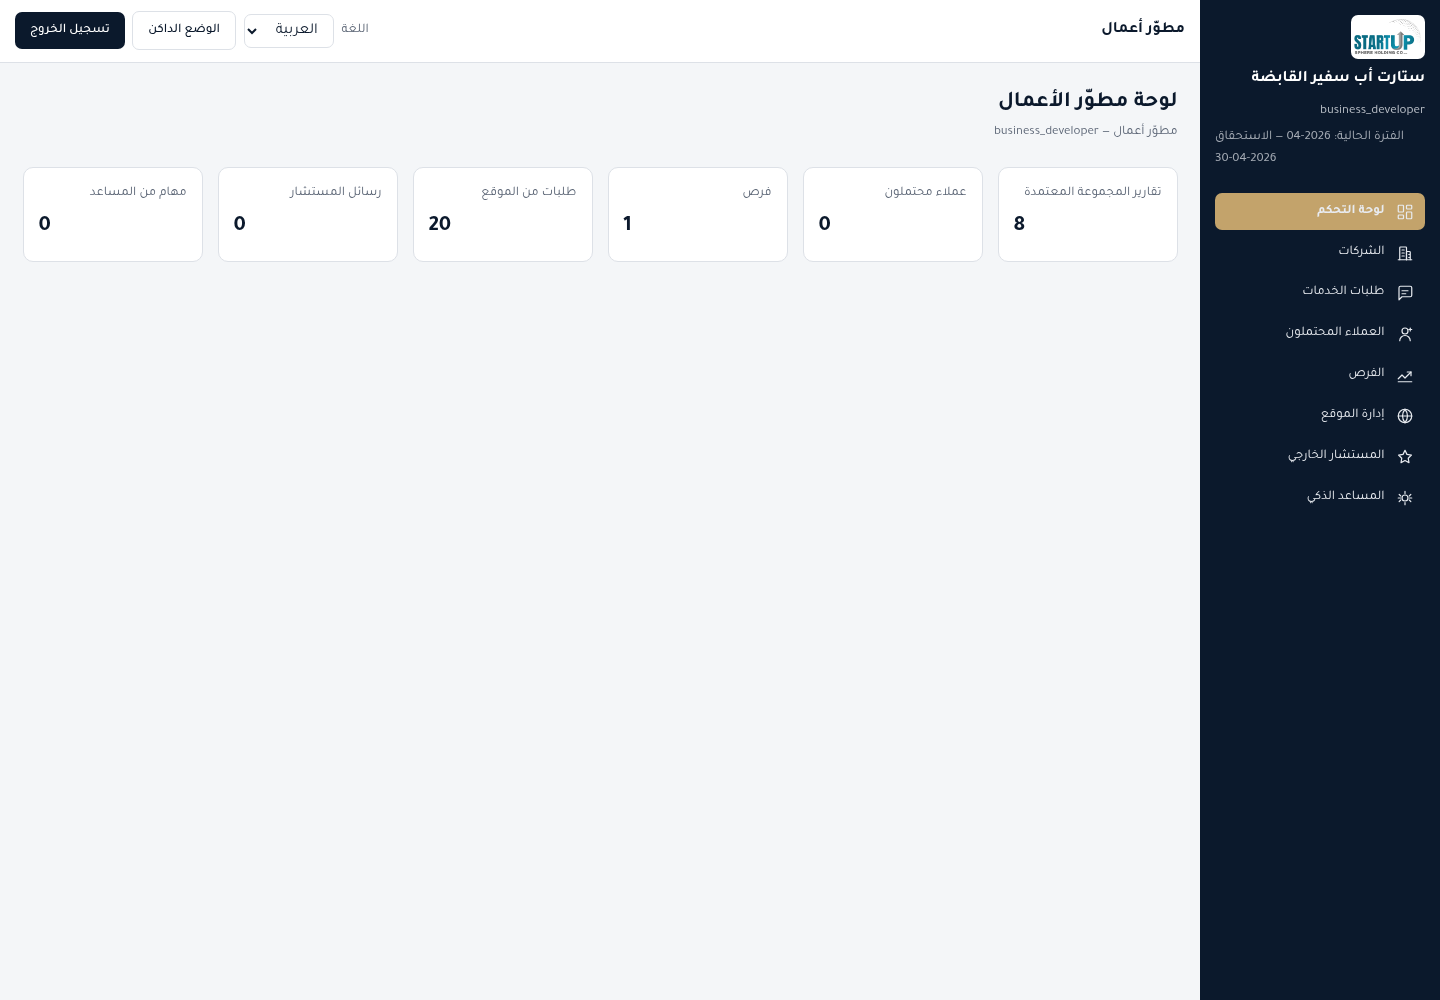 STARTUP
SPHERE HOLDING CO...
ستارت أب سفير القابضة
business_developer
الفترة الحالية: 2026-04 — الاستحقاق
30-04-2026
لوحة التحكم
الشركات
طلبات الخدمات
العملاء المحتملون
الفرص
إدارة الموقع
المستشار الخارجي
المساعد الذكي
مطوّر أعمال
اللغة
العربية
الوضع الداكن
تسجيل الخروج
لوحة مطوّر الأعمال
مطوّر أعمال — business_developer
تقارير المجموعة المعتمدة
8
عملاء محتملون
0
فرص
1
طلبات من الموقع
20
رسائل المستشار
0
مهام من المساعد
0